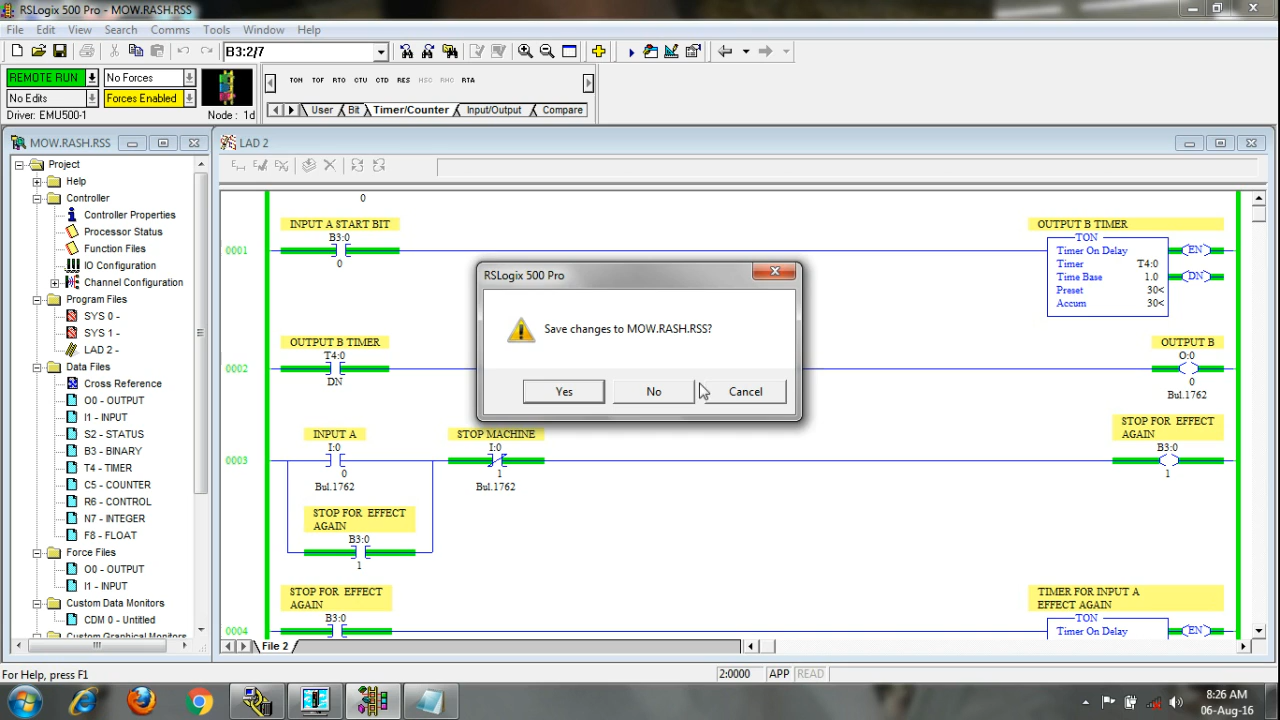 RSLogix 500 Pro - MOW.RASH.RSS
File Edit View Search Comms Tools Window Help
B3:2/7
REMOTE RUN No Forces
No Edits Forces Enabled
Driver: EMU500-1 Node : 1d
TON TOF RTO CTU CTD RES HSC RHC RTA
User Bit Timer/Counter Input/Output Compare
MOW.RASH.RSS
Project
Help
Controller
Controller Properties
Processor Status
Function Files
IO Configuration
Channel Configuration
Program Files
SYS 0 -
SYS 1 -
LAD 2 -
Data Files
Cross Reference
O0 - OUTPUT
I1 - INPUT
S2 - STATUS
B3 - BINARY
T4 - TIMER
C5 - COUNTER
R6 - CONTROL
N7 - INTEGER
F8 - FLOAT
Force Files
O0 - OUTPUT
I1 - INPUT
Custom Data Monitors
CDM 0 - Untitled
Custom Graphical Monitors
LAD 2
0
INPUT A START BIT
B3:0
0001
0
OUTPUT B TIMER
TON
Timer On Delay
Timer T4:0
Time Base 1.0
Preset 30<
Accum 30<
EN
DN
OUTPUT B TIMER
T4:0
0002
DN
OUTPUT B
O:0
0
Bul.1762
INPUT A
I:0
0003
0
Bul.1762
STOP MACHINE
I:0
1
Bul.1762
STOP FOR EFFECT
AGAIN
B3:0
1
STOP FOR EFFECT
AGAIN
B3:0
1
STOP FOR EFFECT
AGAIN
B3:0
0004
TIMER FOR INPUT A
EFFECT AGAIN
TON
Timer On Delay
EN
RSLogix 500 Pro
Save changes to MOW.RASH.RSS?
Yes No Cancel
File 2
For Help, press F1
2:0000 APP READ
8:26 AM
06-Aug-16